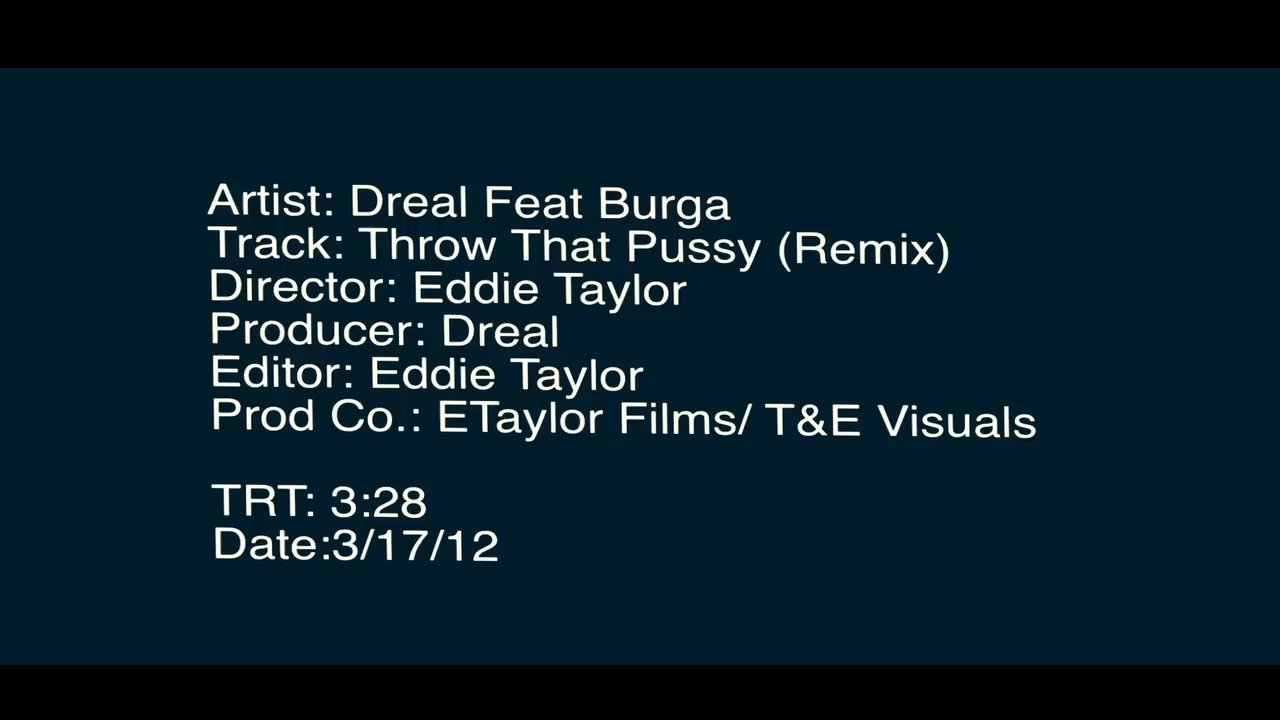 Artist: Dreal Feat Burga
Track: Throw That Pussy (Remix)
Director: Eddie Taylor
Producer: Dreal
Editor: Eddie Taylor
Prod Co.: ETaylor Films/ T&E Visuals
TRT: 3:28
Date:3/17/12